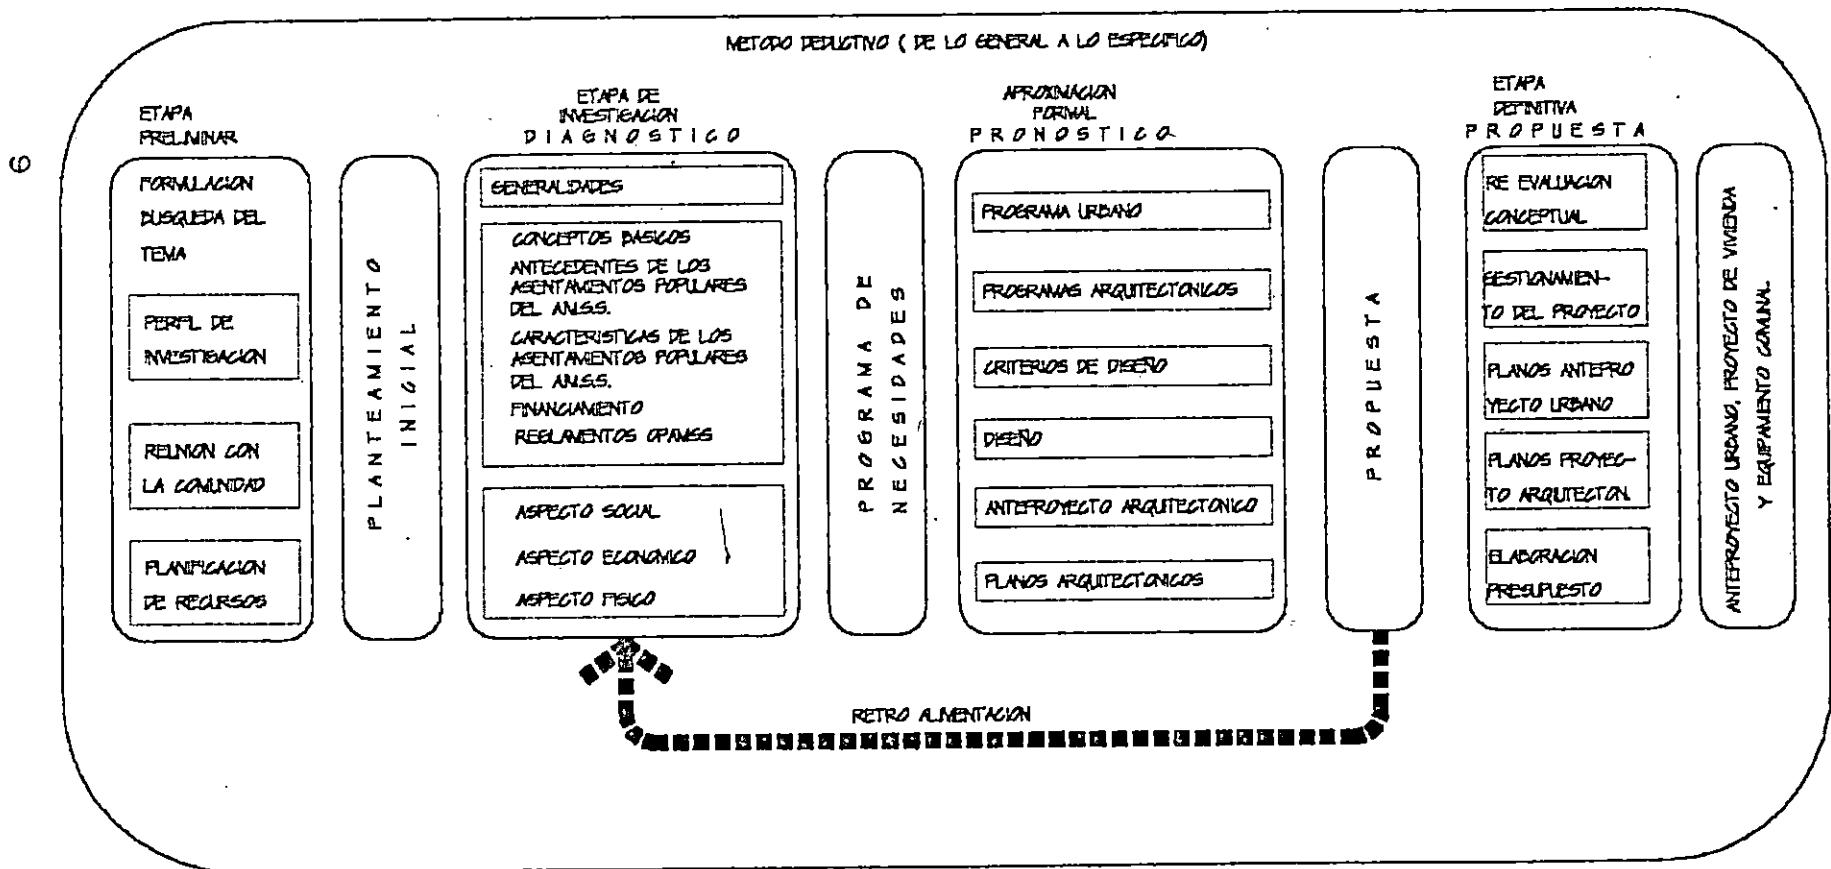 METODO DEDUCTIVO ( DE LO GENERAL A LO ESPECIFICO)
6
ETAPA
PRELIMINAR
FORMULACION
BUSQUEDA DEL
TEMA
PERFIL DE
INVESTIGACION
REUNION CON
LA COMUNIDAD
PLANIFICACION
DE RECURSOS
PLANTEAMIENTO
INICIAL
ETAPA DE
INVESTIGACION
DIAGNOSTICO
GENERALIDADES
CONCEPTOS BASICOS
ANTECEDENTES DE LOS
ASENTAMIENTOS POPULARES
DEL A.M.S.S.
CARACTERISTICAS DE LOS
ASENTAMIENTOS POPULARES
DEL A.M.S.S.
FINANCIAMIENTO
REGLAMENTOS OPAMSS
ASPECTO SOCIAL
ASPECTO ECONOMICO
ASPECTO FISICO
PROGRAMA DE
NECESIDADES
APROXIMACION
FORMAL
PRONOSTICO
PROGRAMA URBANO
PROGRAMAS ARQUITECTONICOS
CRITERIOS DE DISEÑO
DISEÑO
ANTEPROYECTO ARQUITECTONICO
PLANOS ARQUITECTONICOS
PROPUESTA
ETAPA
DEFINITIVA
PROPUESTA
RE EVALUACION
CONCEPTUAL
GESTIONAMIEN-
TO DEL PROYECTO
PLANOS ANTEPRO
YECTO URBANO
PLANOS PROYEC-
TO ARQUITECTON.
ELABORACION
PRESUPUESTO
ANTEPROYECTO URBANO, PROYECTO DE VIVIENDA
Y EQUIPAMIENTO COMUNAL.
RETRO ALIMENTACION